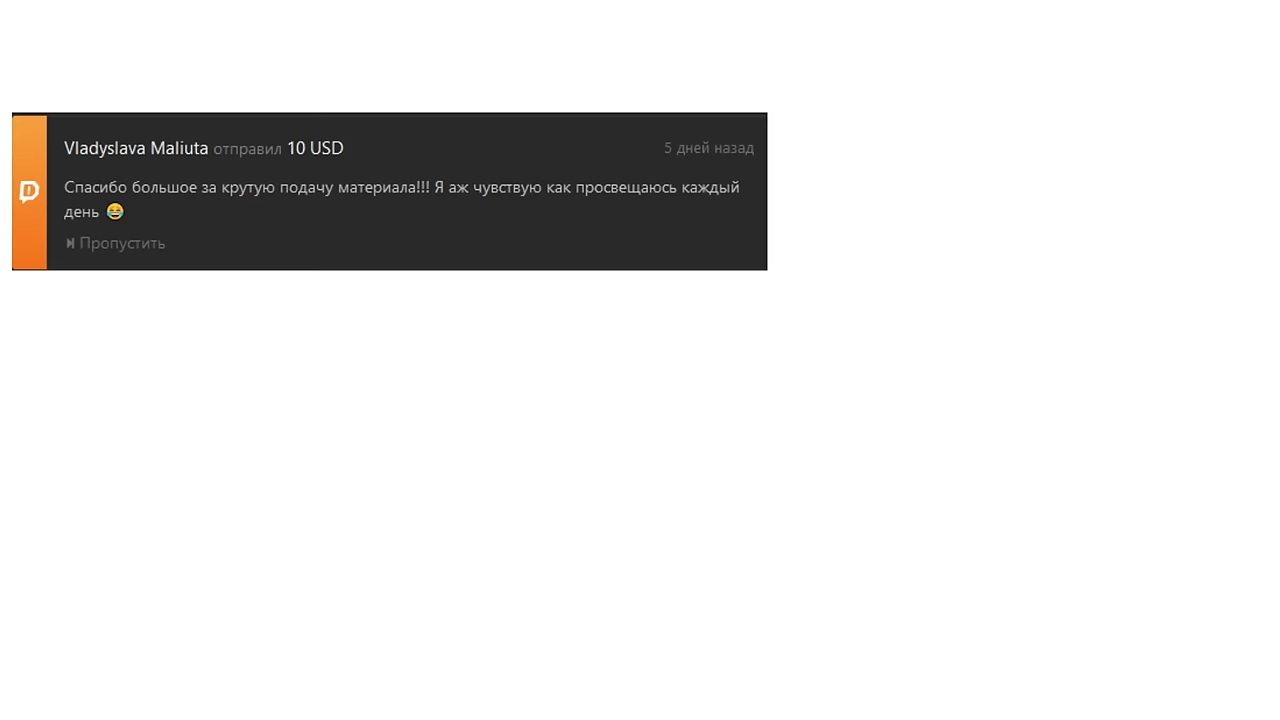 Vladyslava Maliuta отправил 10 USD 5 дней назад
Спасибо большое за крутую подачу материала!!! Я аж чувствую как просвещаюсь каждый
день 😂
Пропустить